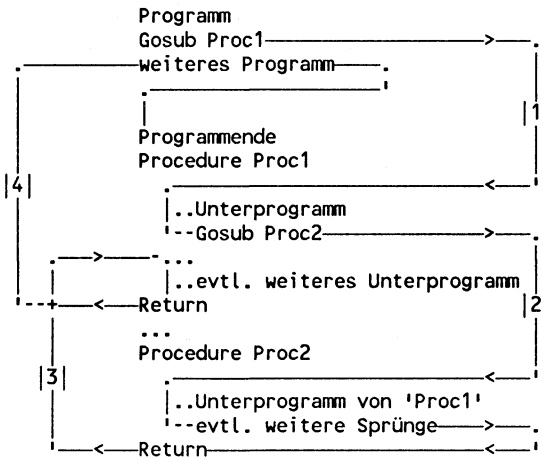 Programm
Gosub Proc1——————>——.
.——————weiteres Programm——.
.——————————'
|1
Programmende
Procedure Proc1
|4|
.——————————<——'
|..Unterprogramm
'--Gosub Proc2——————>——.
.——>——-...
|..evtl. weiteres Unterprogramm
'--+——<——Return |2
...
Procedure Proc2
|3|
.——————————<——'
|..Unterprogramm von 'Proc1'
'--evtl. weitere Sprünge——>——.
'——<——Return——————————<——'